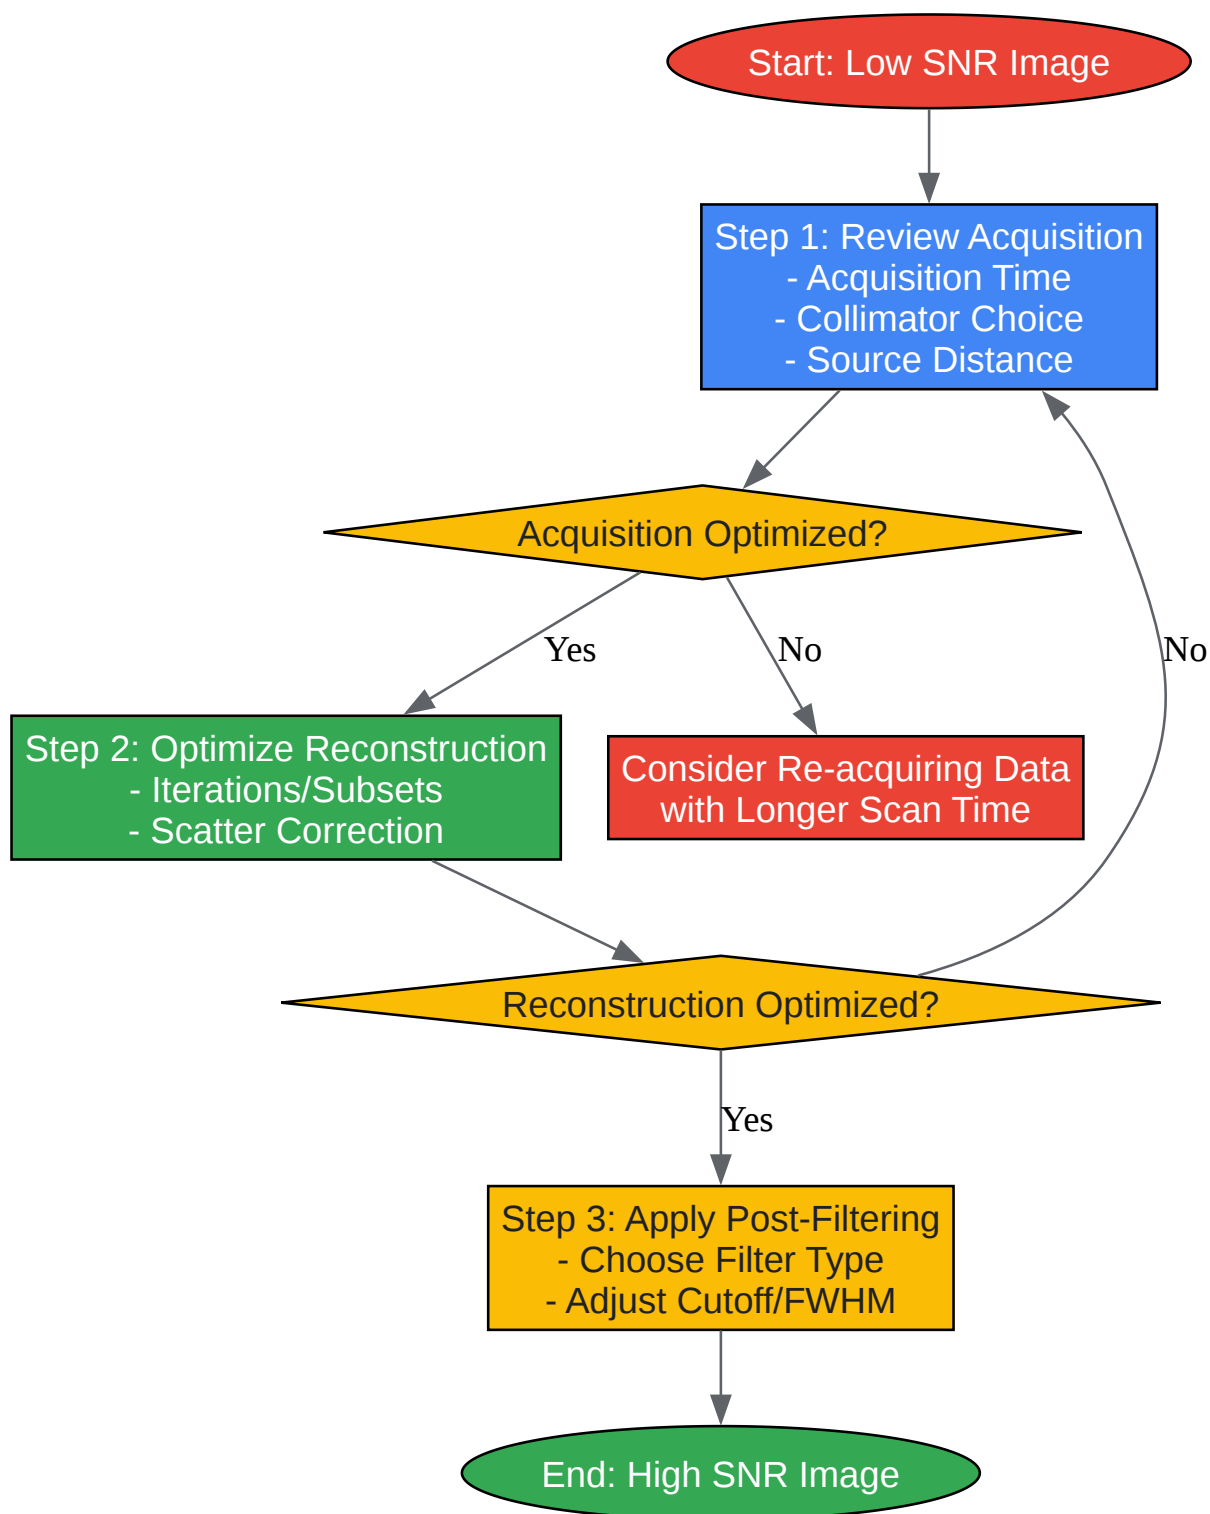 Start: Low SNR Image
Step 1: Review Acquisition
- Acquisition Time
- Collimator Choice
- Source Distance
Acquisition Optimized?
Yes
No
No
Step 2: Optimize Reconstruction
- Iterations/Subsets
- Scatter Correction
Consider Re-acquiring Data
with Longer Scan Time
Reconstruction Optimized?
Yes
Step 3: Apply Post-Filtering
- Choose Filter Type
- Adjust Cutoff/FWHM
End: High SNR Image